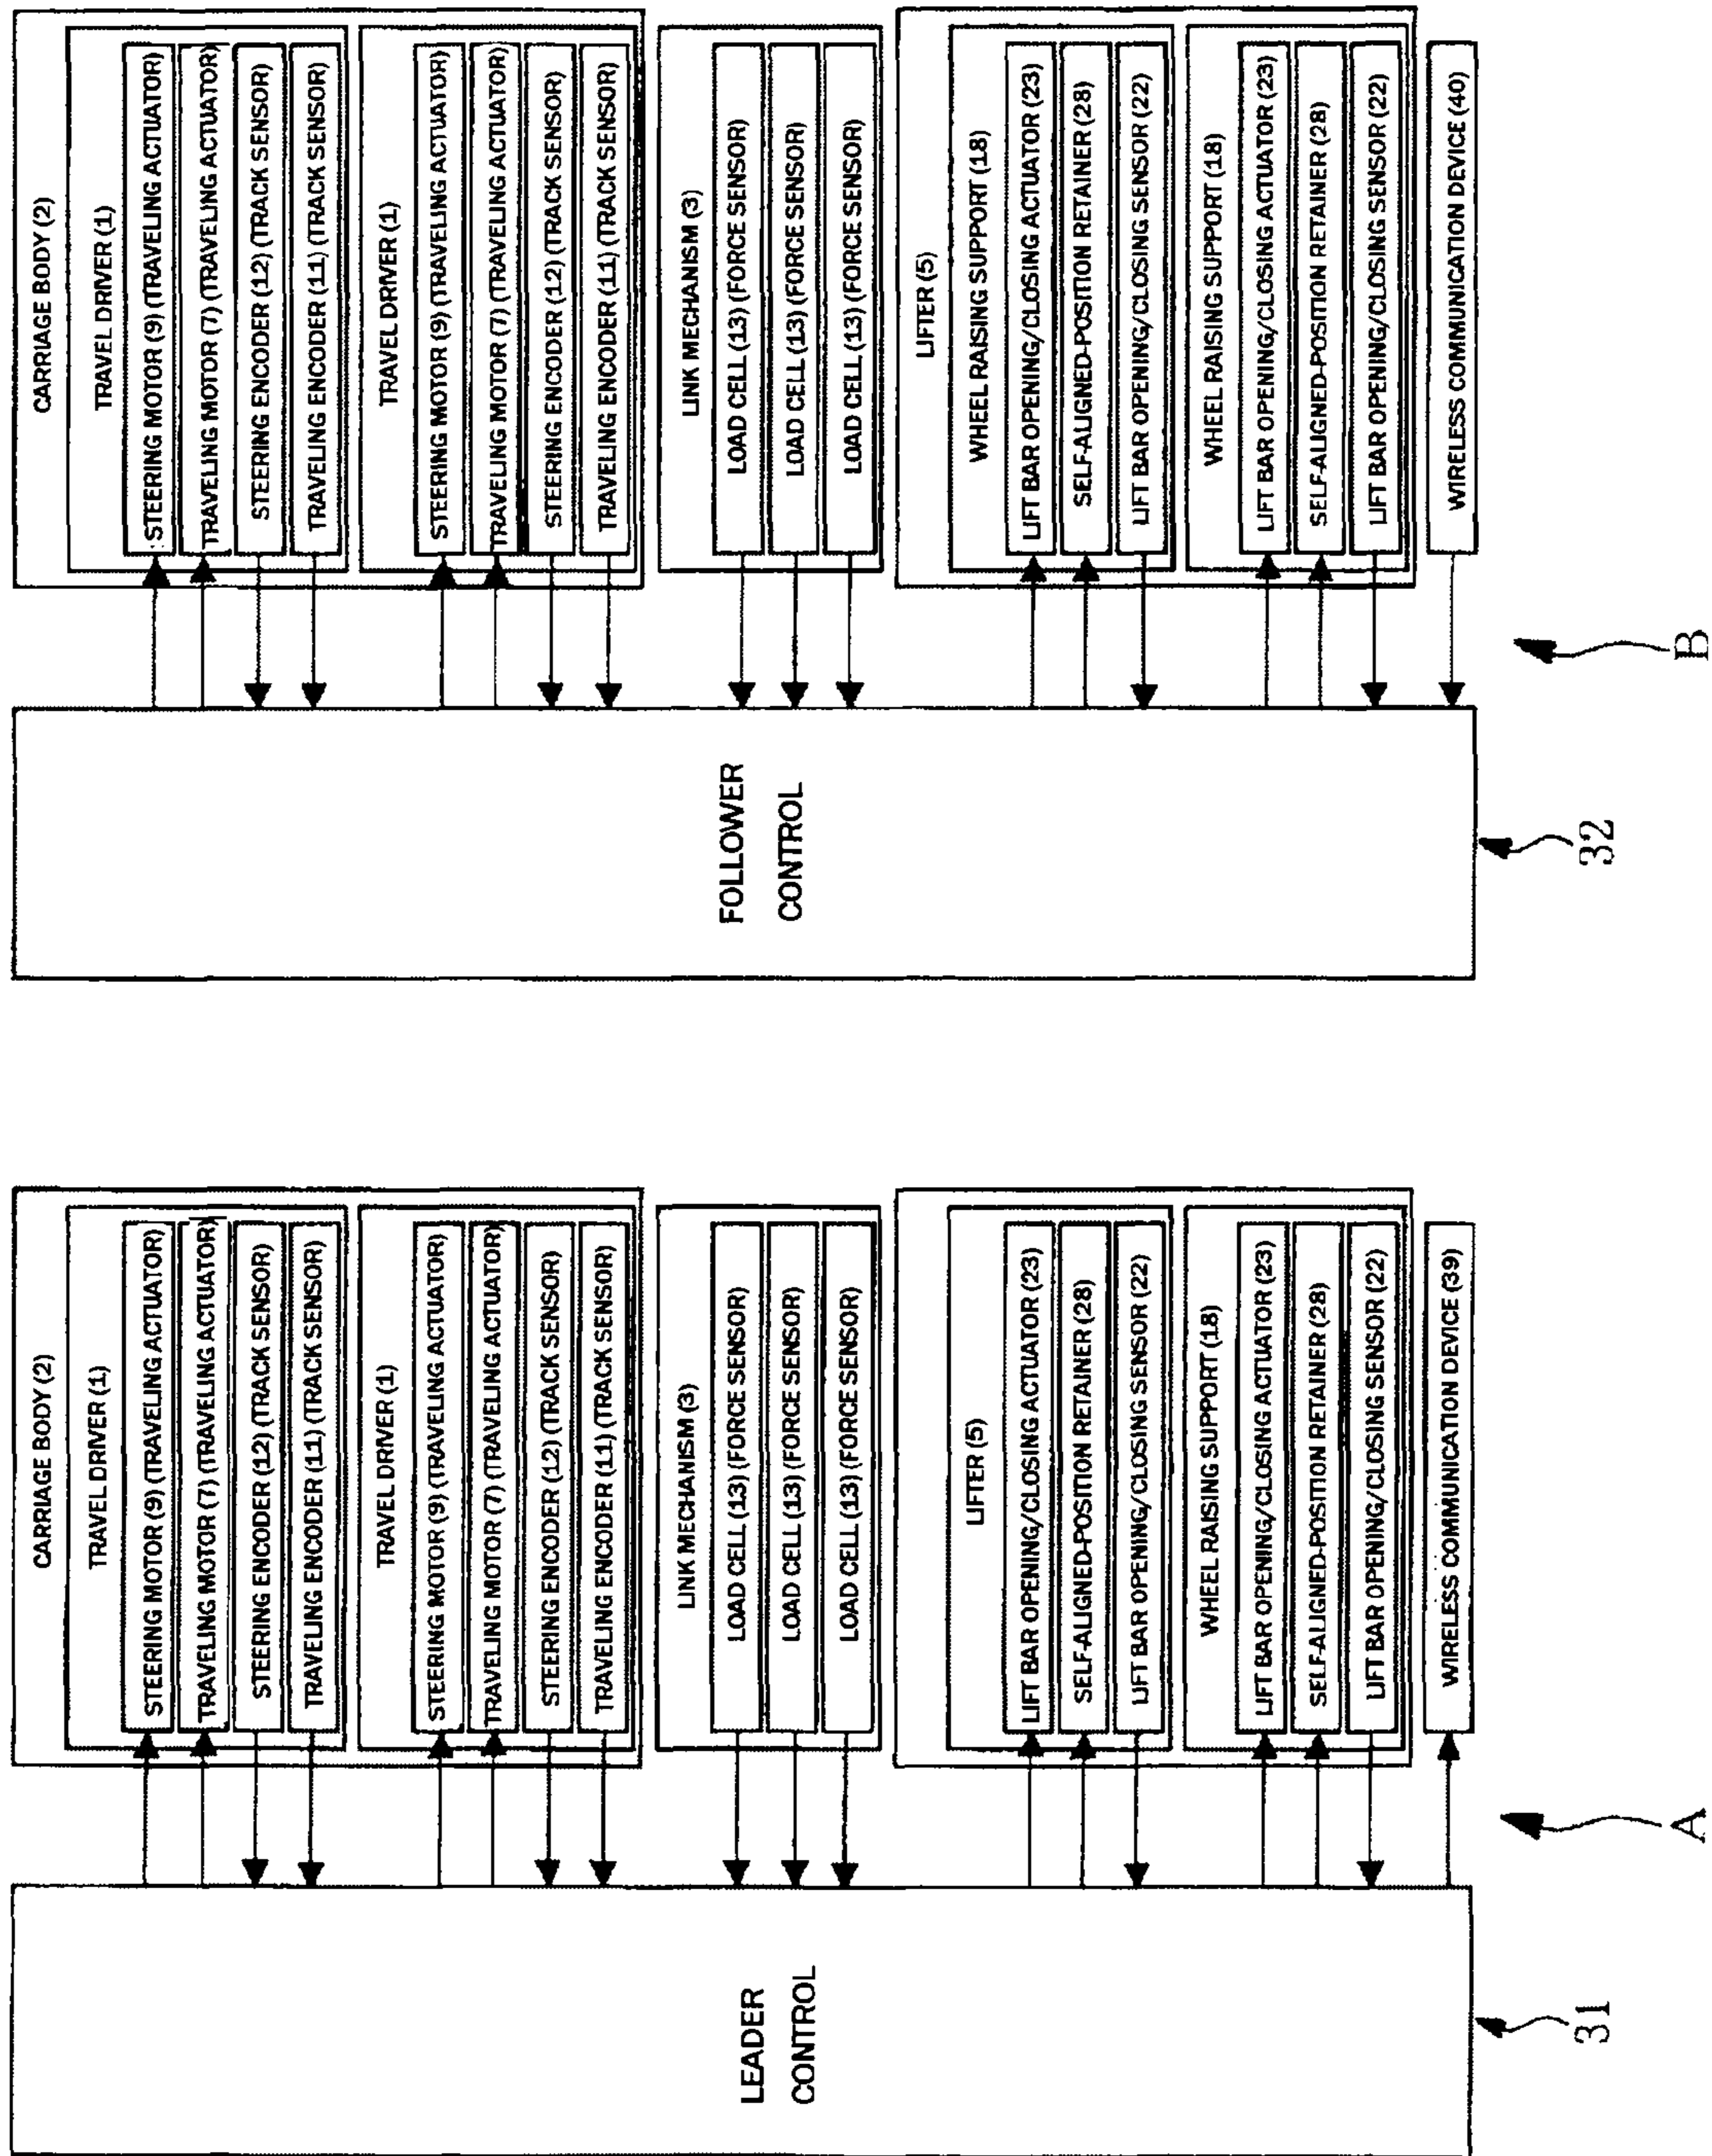 LEADER
CONTROL
31
CARRIAGE BODY (2)
TRAVEL DRIVER (1)
STEERING MOTOR (9) (TRAVELING ACTUATOR)
TRAVELING MOTOR (7) (TRAVELING ACTUATOR)
STEERING ENCODER (12) (TRACK SENSOR)
TRAVELING ENCODER (11) (TRACK SENSOR)
TRAVEL DRIVER (1)
STEERING MOTOR (9) (TRAVELING ACTUATOR)
TRAVELING MOTOR (7) (TRAVELING ACTUATOR)
STEERING ENCODER (12) (TRACK SENSOR)
TRAVELING ENCODER (11) (TRACK SENSOR)
LINK MECHANISM (3)
LOAD CELL (13) (FORCE SENSOR)
LOAD CELL (13) (FORCE SENSOR)
LOAD CELL (13) (FORCE SENSOR)
LIFTER (5)
LIFT BAR OPENING/CLOSING ACTUATOR (23)
SELF-ALIGNED-POSITION RETAINER (28)
LIFT BAR OPENING/CLOSING SENSOR (22)
WHEEL RAISING SUPPORT (18)
LIFT BAR OPENING/CLOSING ACTUATOR (23)
SELF-ALIGNED-POSITION RETAINER (28)
LIFT BAR OPENING/CLOSING SENSOR (22)
WIRELESS COMMUNICATION DEVICE (39)
A
FOLLOWER
CONTROL
32
CARRIAGE BODY (2)
TRAVEL DRIVER (1)
STEERING MOTOR (9) (TRAVELING ACTUATOR)
TRAVELING MOTOR (7) (TRAVELING ACTUATOR)
STEERING ENCODER (12) (TRACK SENSOR)
TRAVELING ENCODER (11) (TRACK SENSOR)
TRAVEL DRIVER (1)
STEERING MOTOR (9) (TRAVELING ACTUATOR)
TRAVELING MOTOR (7) (TRAVELING ACTUATOR)
STEERING ENCODER (12) (TRACK SENSOR)
TRAVELING ENCODER (11) (TRACK SENSOR)
LINK MECHANISM (3)
LOAD CELL (13) (FORCE SENSOR)
LOAD CELL (13) (FORCE SENSOR)
LOAD CELL (13) (FORCE SENSOR)
LIFTER (5)
WHEEL RAISING SUPPORT (18)
LIFT BAR OPENING/CLOSING ACTUATOR (23)
SELF-ALIGNED-POSITION RETAINER (28)
LIFT BAR OPENING/CLOSING SENSOR (22)
WHEEL RAISING SUPPORT (18)
LIFT BAR OPENING/CLOSING ACTUATOR (23)
SELF-ALIGNED-POSITION RETAINER (28)
LIFT BAR OPENING/CLOSING SENSOR (22)
WIRELESS COMMUNICATION DEVICE (40)
B